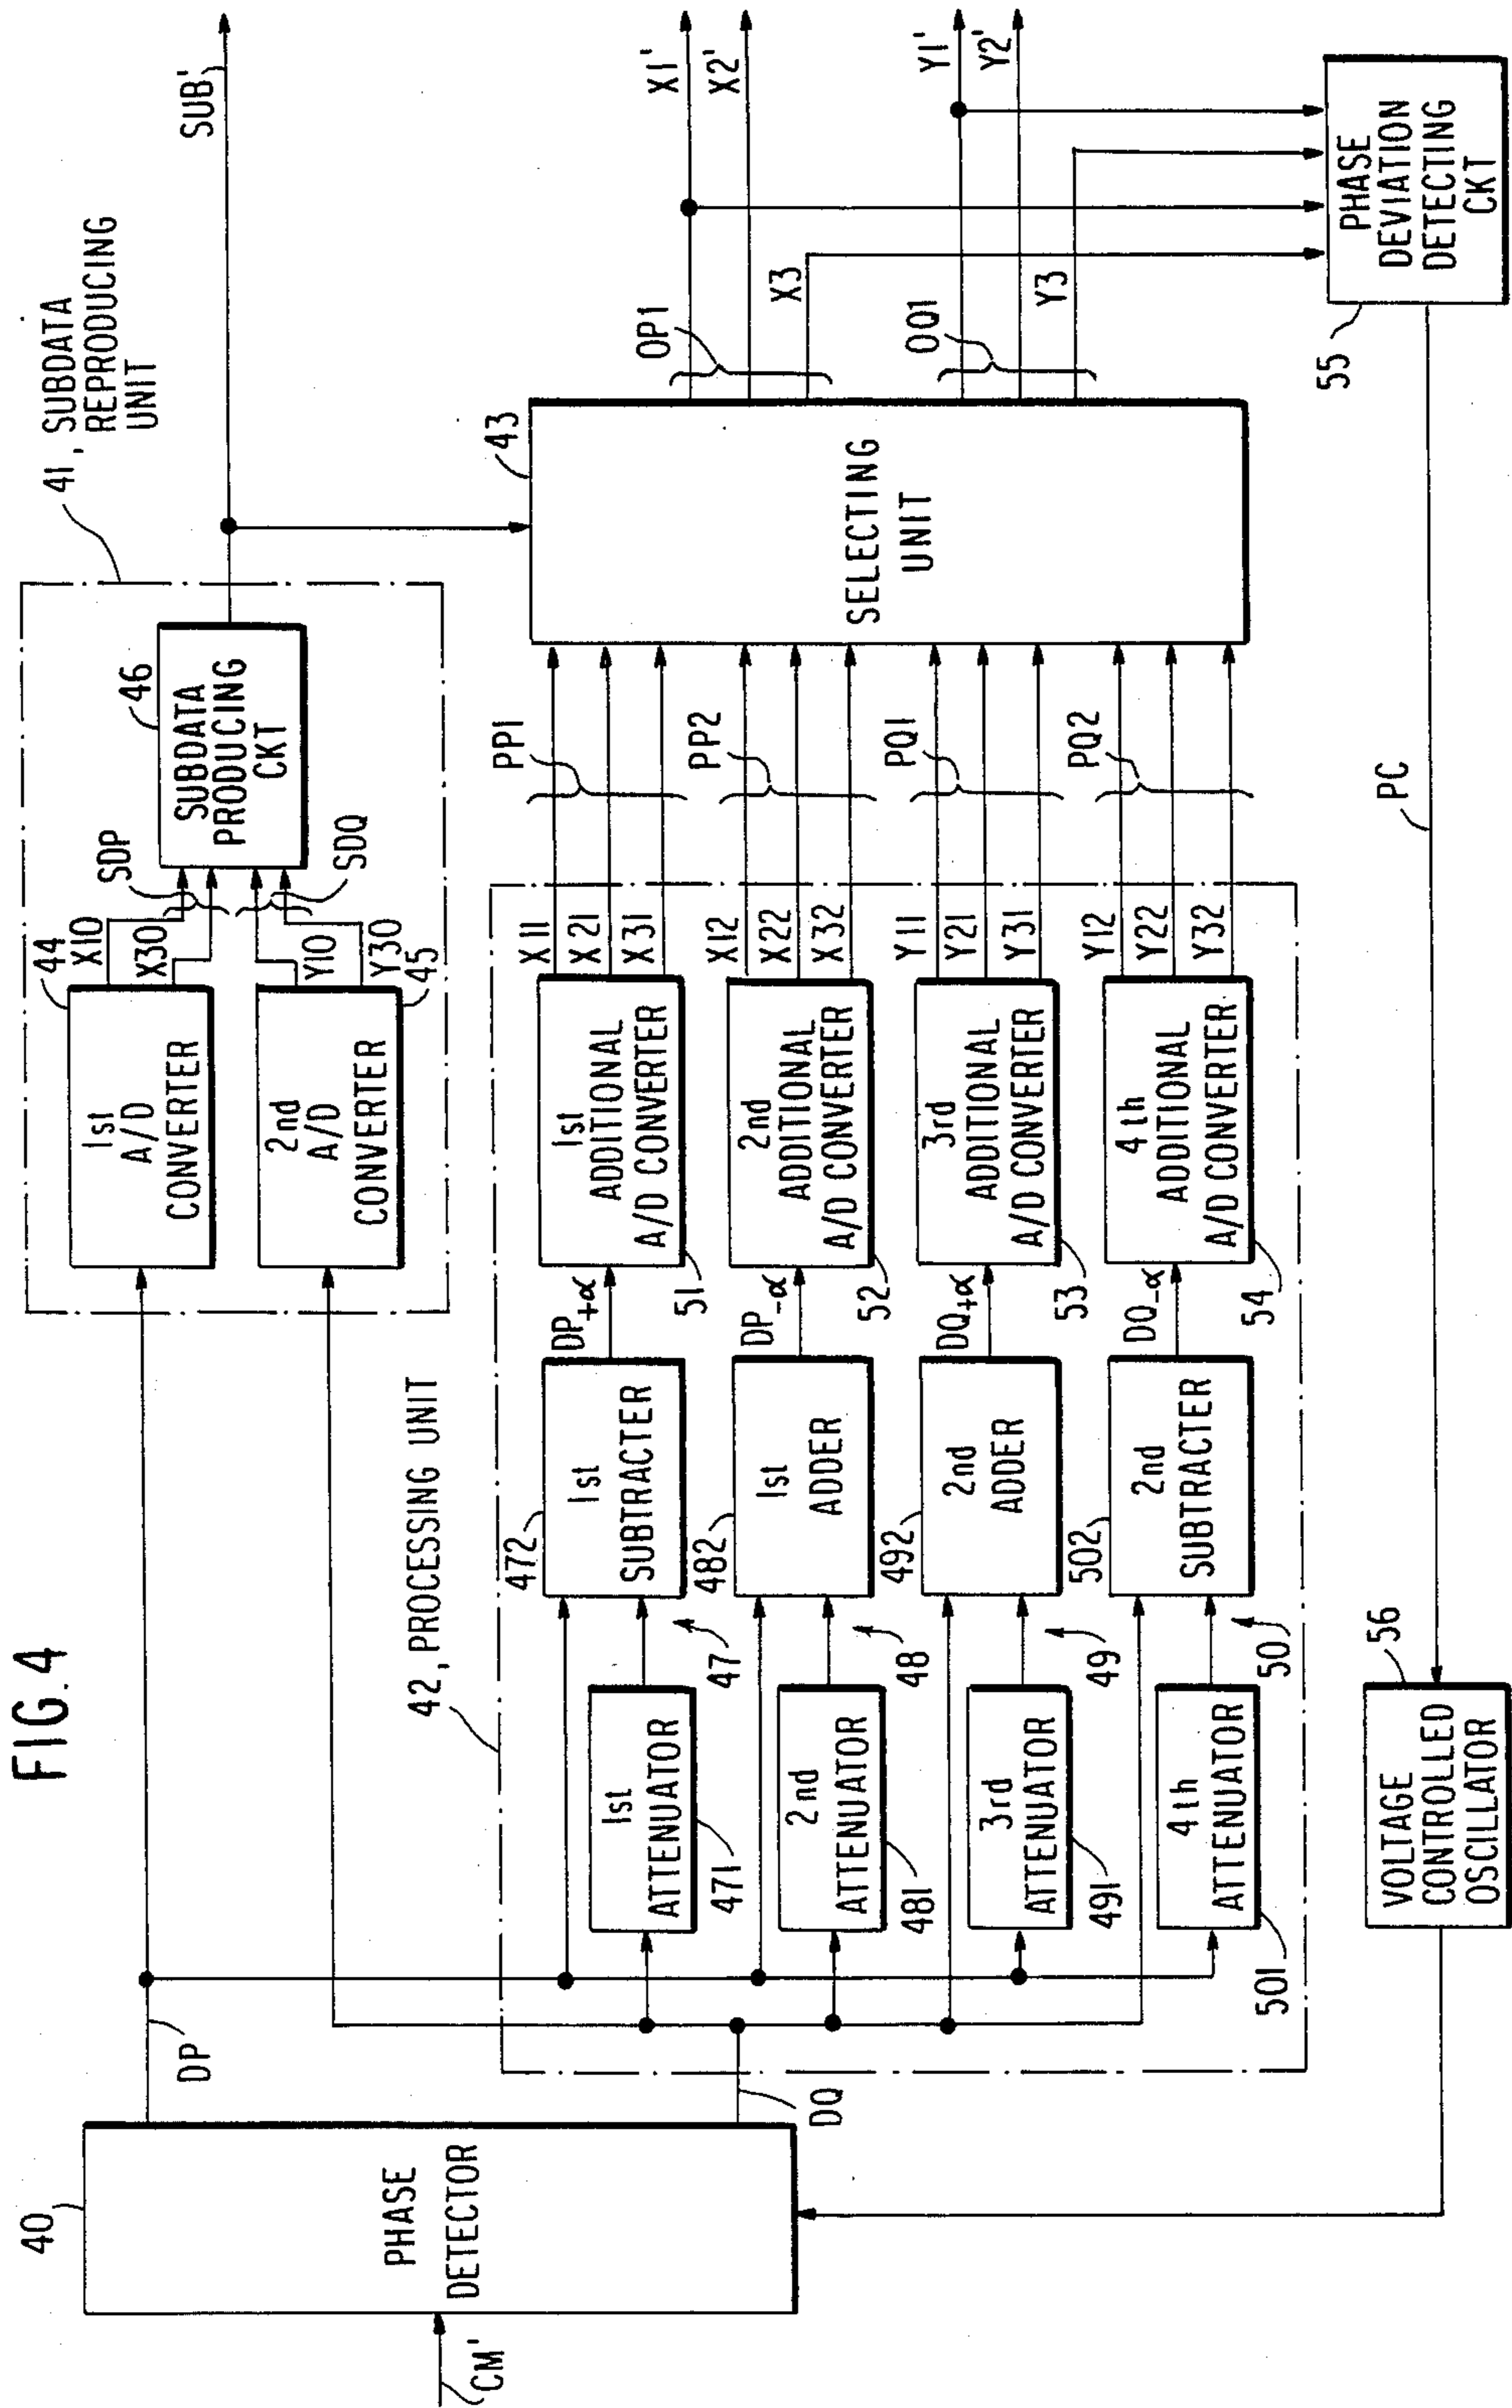 FIG. 4
40
PHASE
DETECTOR
CM'
DP
DQ
41, SUBDATA
REPRODUCING
UNIT
44
1st
A/D
CONVERTER
X10
X30
2nd
A/D
CONVERTER
Y10
Y30
45
SDP
SDQ
46
SUBDATA
PRODUCING
CKT
SUB'
42, PROCESSING UNIT
1st
ATTENUATOR
471
472
1st
SUBTRACTER
47
DP+α
1st
ADDITIONAL
A/D CONVERTER
51
X11
X21
X31
PP1
2nd
ATTENUATOR
481
482
1st
ADDER
48
DP-α
2nd
ADDITIONAL
A/D CONVERTER
52
X12
X22
X32
PP2
3rd
ATTENUATOR
491
492
2nd
ADDER
49
DQ+α
3rd
ADDITIONAL
A/D CONVERTER
53
Y11
Y21
Y31
PQ1
4th
ATTENUATOR
501
502
2nd
SUBTRACTER
50
DQ-α
4th
ADDITIONAL
A/D CONVERTER
54
Y12
Y22
Y32
PQ2
43
SELECTING
UNIT
OP1
X1'
X2'
X3
OQ1
Y1'
Y2'
Y3
PHASE
DEVIATION
DETECTING
CKT
55
PC
56
VOLTAGE
CONTROLLED
OSCILLATOR